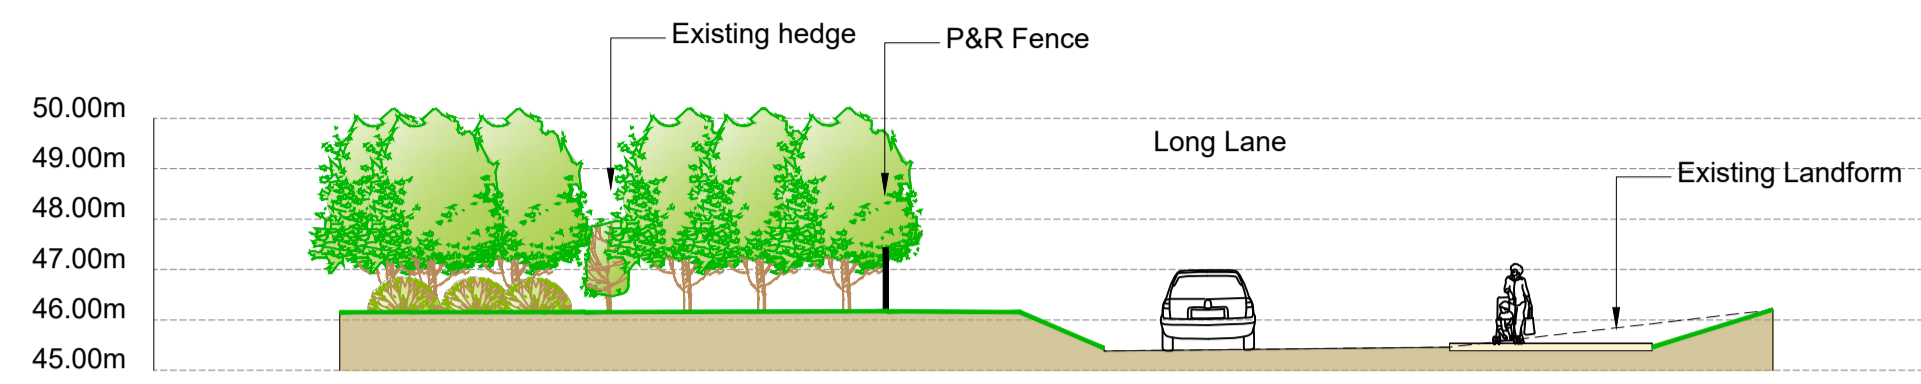 Existing hedge
P&R Fence
50.00m
Long Lane
49.00m
Existing Landform
48.00m
47.00m
46.00m
45.00m